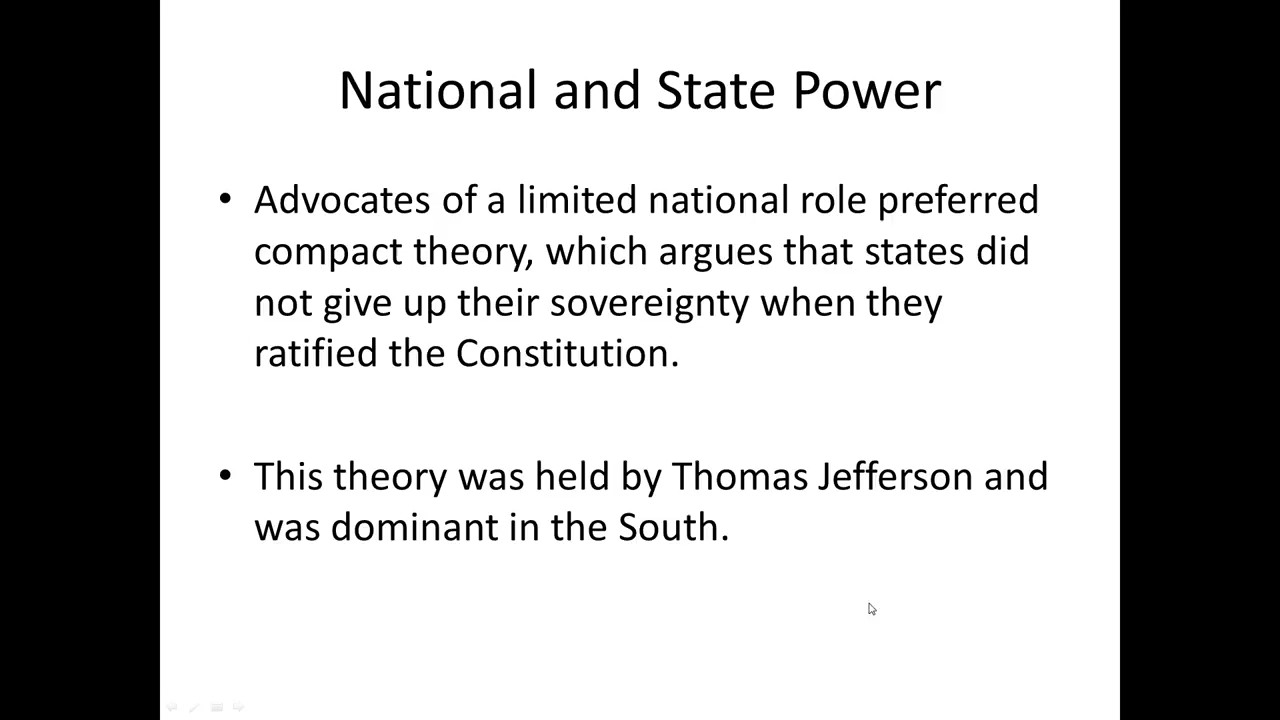 National and State Power
• Advocates of a limited national role preferred
compact theory, which argues that states did
not give up their sovereignty when they
ratified the Constitution.
• This theory was held by Thomas Jefferson and
was dominant in the South.